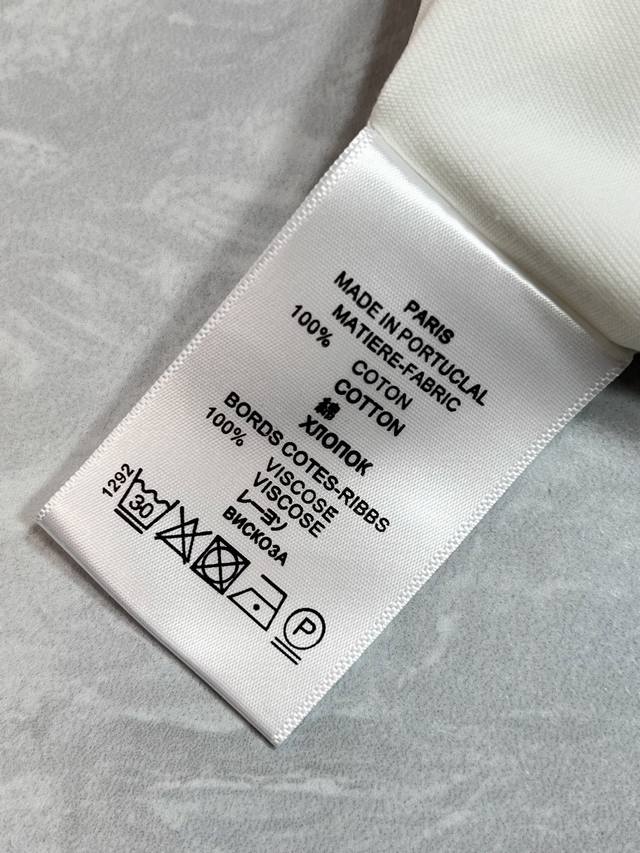 PARIS
MADE IN PORTUCLAL
MATIERE-FABRIC
100%
COTON
COTTON
綿
ХЛОПОК
BORDS COTES-RIBBS
100%
VISCOSE
VISCOSE
レーヨン
ВИСКОЗА
1292
30
P